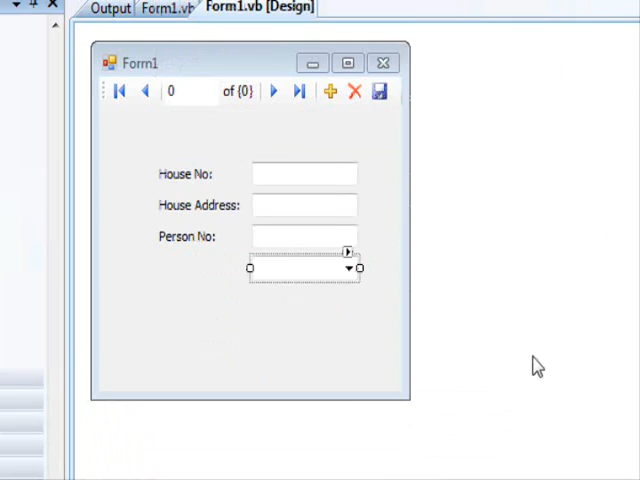 Output Form1.vb Form1.vb [Design]
Form1
0 of {0}
House No:
House Address:
Person No: